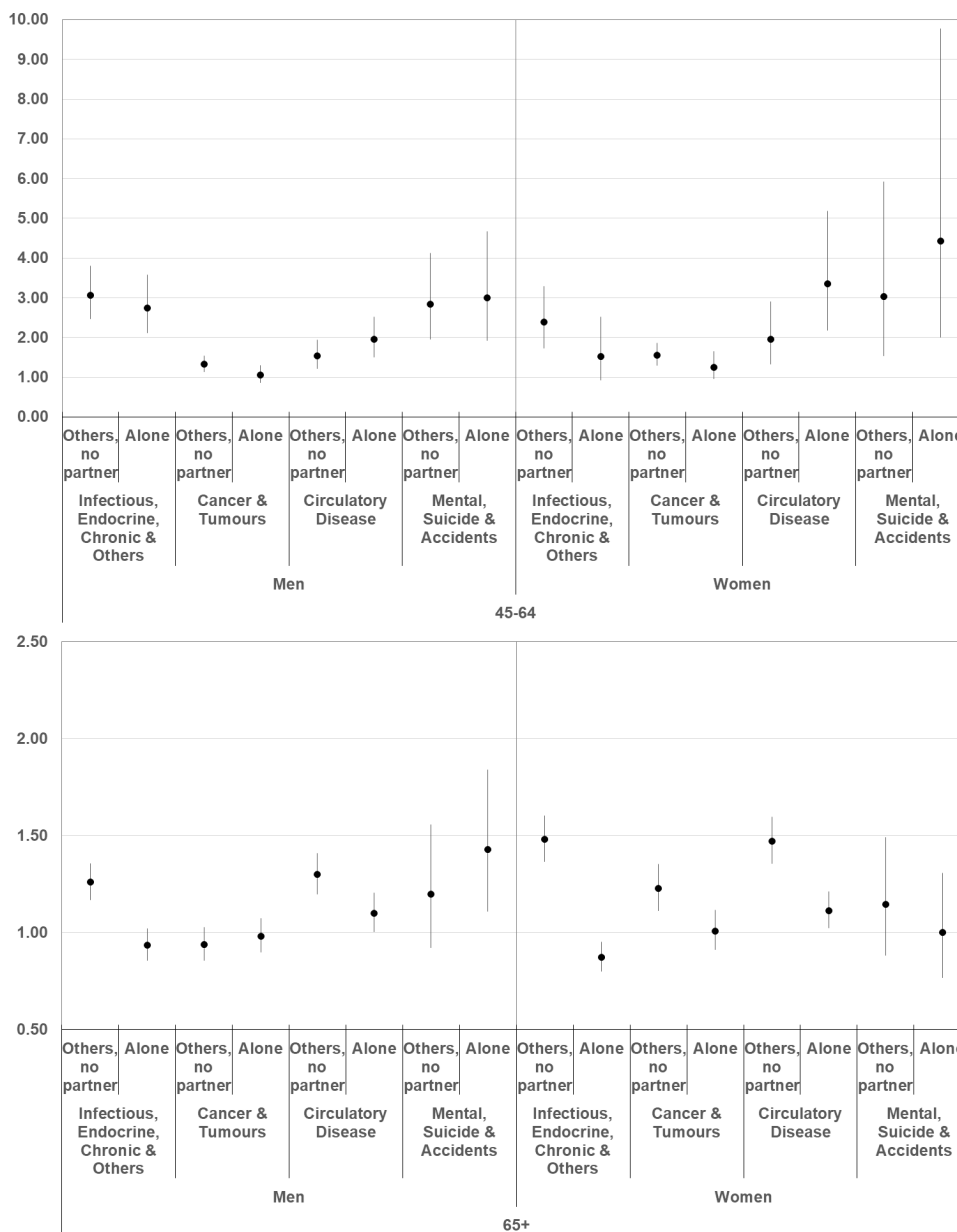 10.00
9.00
8.00
7.00
6.00
5.00
4.00
3.00
2.00
1.00
0.00
Others, Alone Others, Alone Others, Alone Others, Alone Others, Alone Others, Alone Others, Alone Others, Alone
no no no no no no no no
partner partner partner partner partner partner partner partner
Infectious, Cancer & Circulatory Mental, Infectious, Cancer & Circulatory Mental,
Endocrine, Tumours Disease Suicide & Endocrine, Tumours Disease Suicide &
Chronic & Accidents Chronic & Accidents
Others Others
Men Women
45-64
2.50
2.00
1.50
1.00
0.50
Others, Alone Others, Alone Others, Alone Others, Alone Others, Alone Others, Alone Others, Alone Others, Alone
no no no no no no no no
partner partner partner partner partner partner partner partner
Infectious, Cancer & Circulatory Mental, Infectious, Cancer & Circulatory Mental,
Endocrine, Tumours Disease Suicide & Endocrine, Tumours Disease Suicide &
Chronic & Accidents Chronic & Accidents
Others Others
Men Women
65+